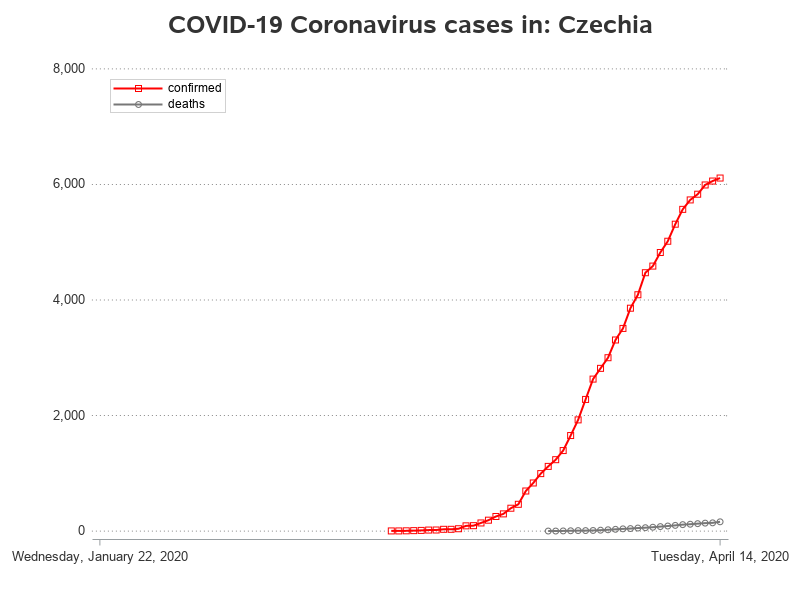 COVID-19 Coronavirus cases in: Czechia
8,000
confirmed
deaths
6,000
4,000
2,000
0
Wednesday, January 22, 2020
Tuesday, April 14, 2020